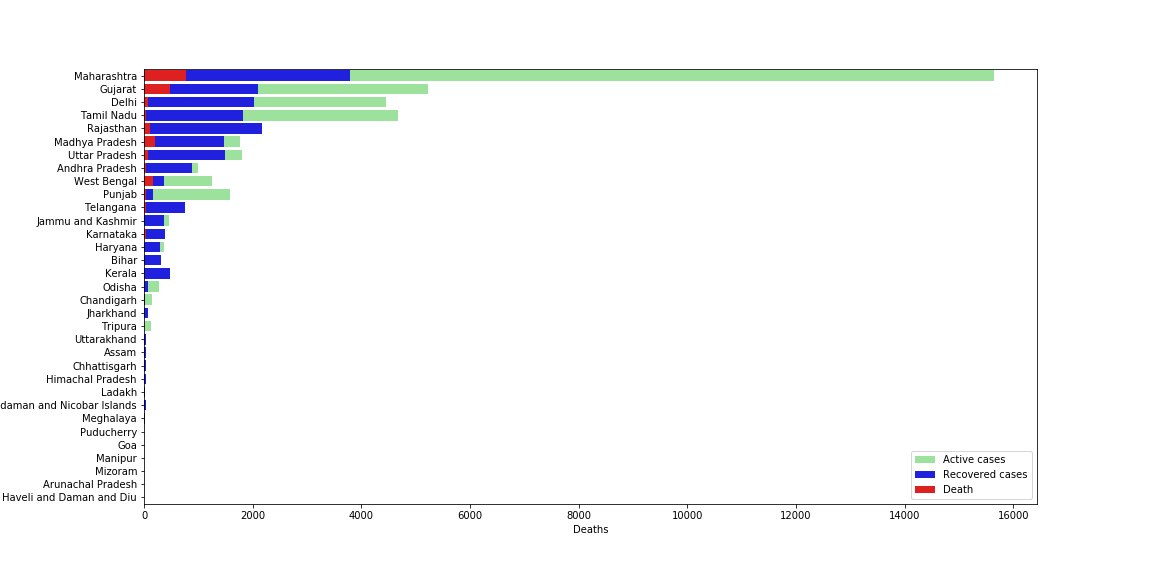 Maharashtra
Gujarat
Delhi
Tamil Nadu
Rajasthan
Madhya Pradesh
Uttar Pradesh
Andhra Pradesh
West Bengal
Punjab
Telangana
Jammu and Kashmir
Karnataka
Haryana
Bihar
Kerala
Odisha
Chandigarh
Jharkhand
Tripura
Uttarakhand
Assam
Chhattisgarh
Himachal Pradesh
Ladakh
daman and Nicobar Islands
Meghalaya
Puducherry
Goa
Manipur
Mizoram
Arunachal Pradesh
Haveli and Daman and Diu
Active cases
Recovered cases
Death
0 2000 4000 6000 8000 10000 12000 14000 16000
Deaths